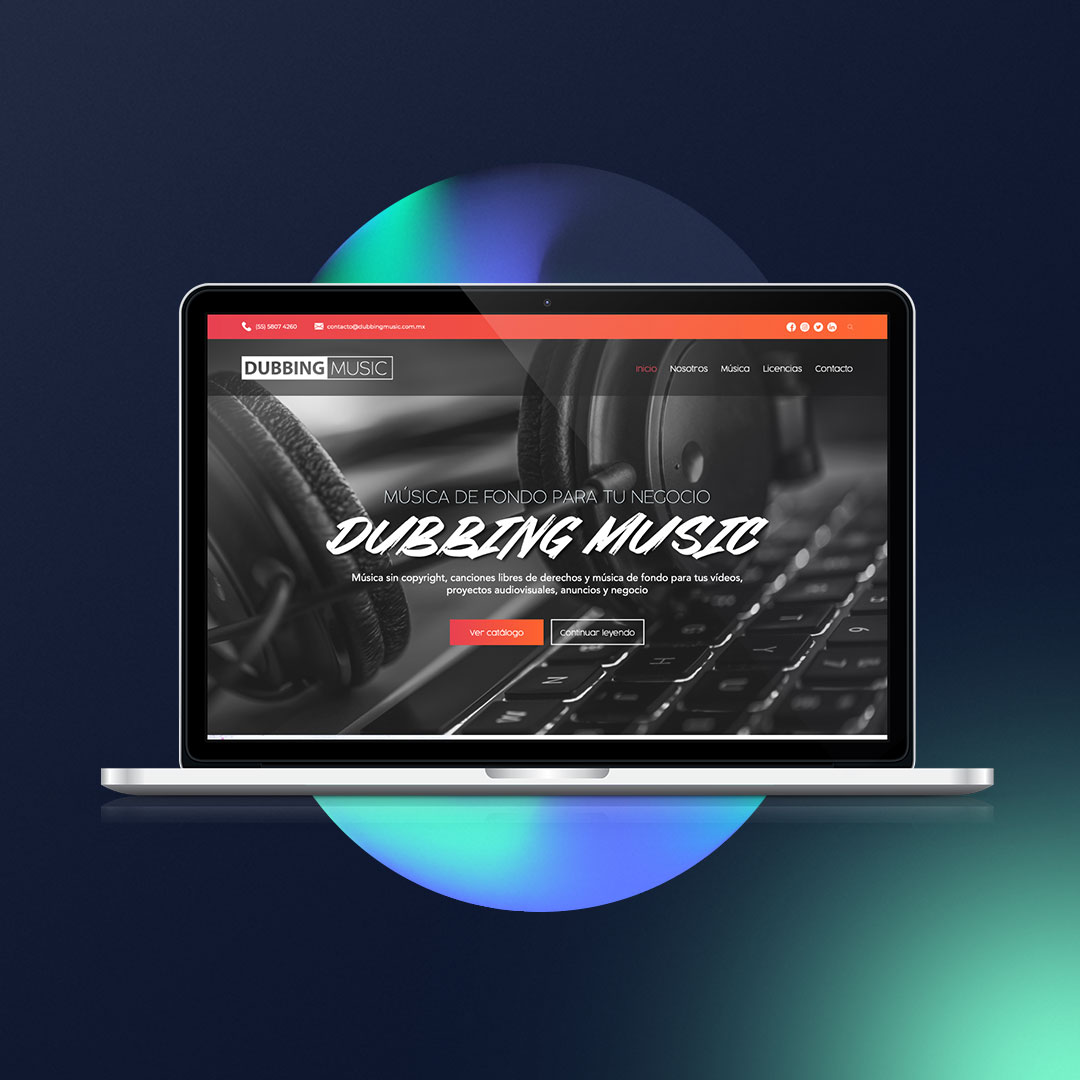 (55) 5807 4260 contacto@dubbingmusic.com.mx
DUBBING MUSIC
Inicio Nosotros Música Licencias Contacto
MÚSICA DE FONDO PARA TU NEGOCIO
DUBBING MUSIC
Música sin copyright, canciones libres de derechos y música de fondo para tus vídeos,
proyectos audiovisuales, anuncios y negocio
Ver catálogo Continuar leyendo